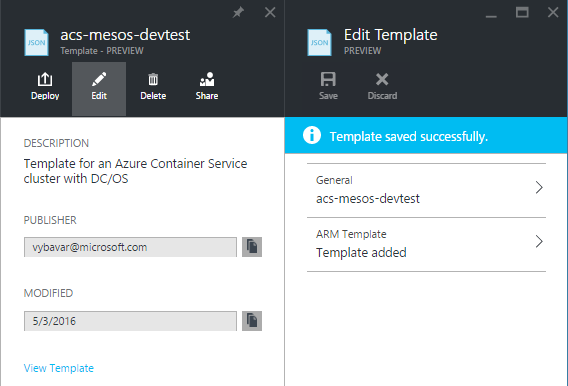 JSON
acs-mesos-devtest
Template - PREVIEW
Deploy
Edit
Delete
Share
DESCRIPTION
Template for an Azure Container Service
cluster with DC/OS
PUBLISHER
vybavar@microsoft.com
MODIFIED
5/3/2016
View Template
JSON
Edit Template
PREVIEW
Save
Discard
Template saved successfully.
General
acs-mesos-devtest
ARM Template
Template added